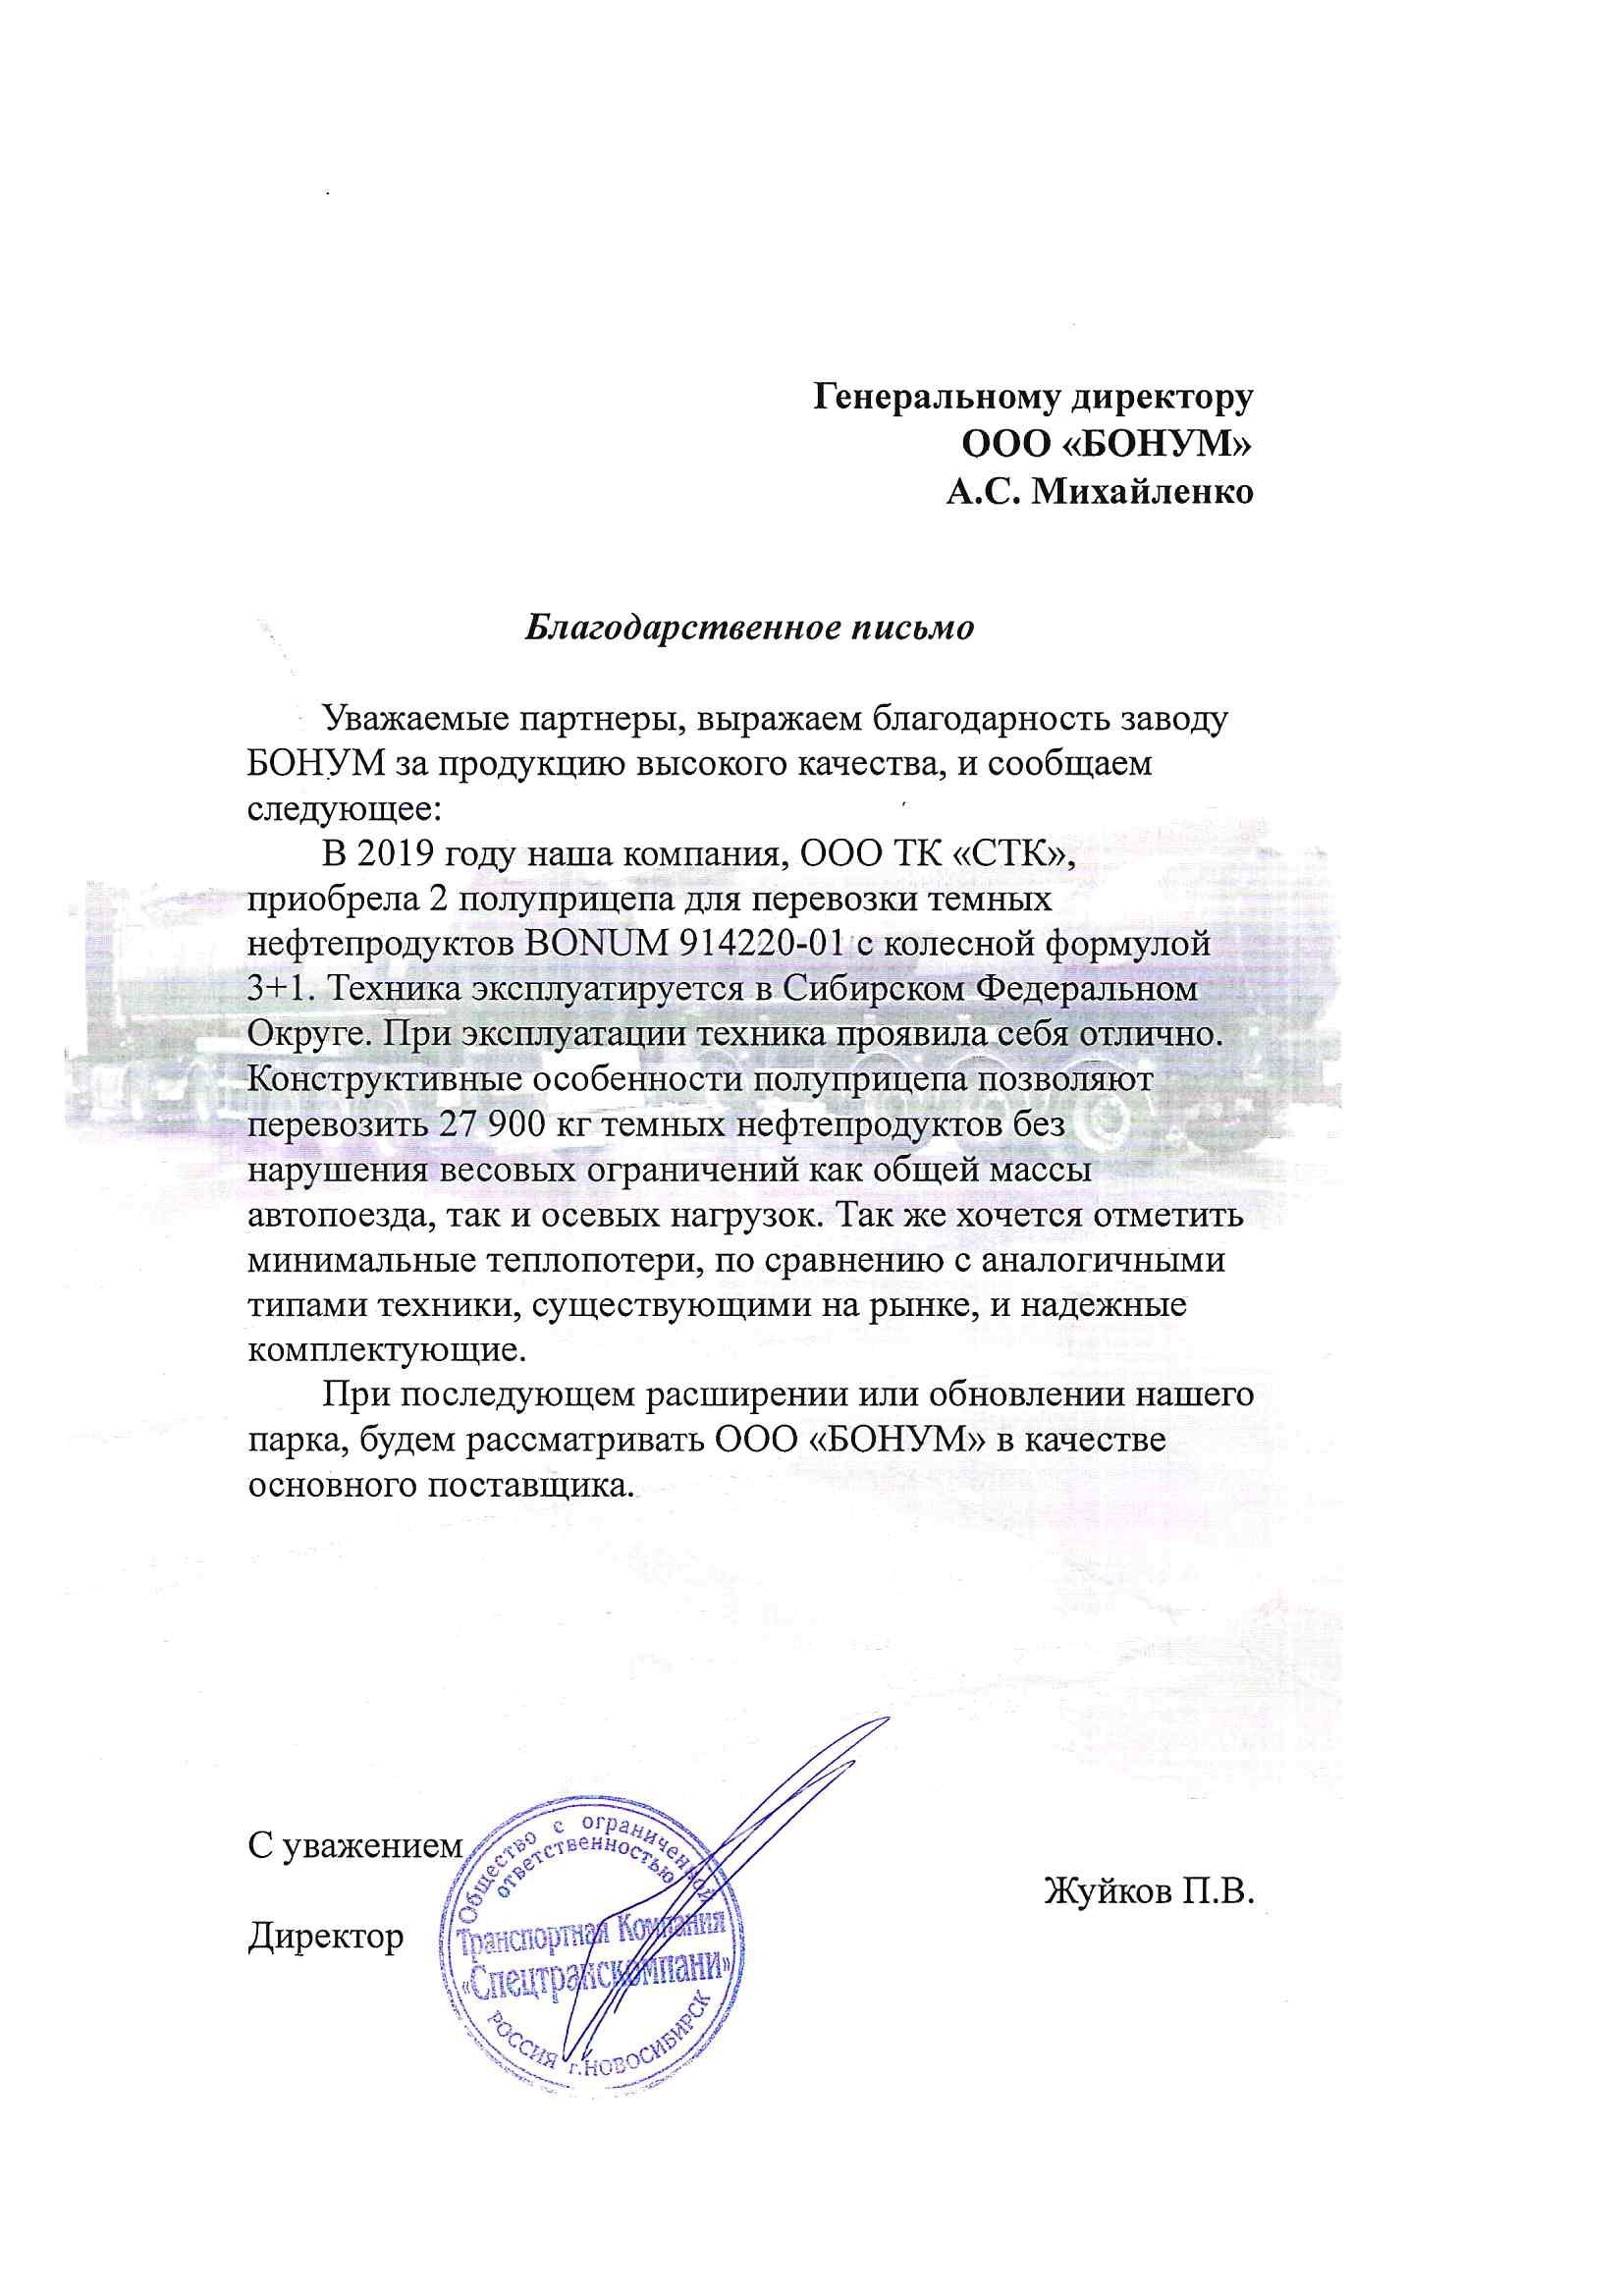 Генеральному директору
ООО «БОНУМ»
А.С. Михайленко
Благодарственное письмо
Уважаемые партнеры, выражаем благодарность заводу
БОНУМ за продукцию высокого качества, и сообщаем
следующее:
В 2019 году наша компания, ООО ТК «СТК»,
приобрела 2 полуприцепа для перевозки темных
нефтепродуктов BONUM 914220-01 с колесной формулой
3+1. Техника эксплуатируется в Сибирском Федеральном
Округе. При эксплуатации техника проявила себя отлично.
Конструктивные особенности полуприцепа позволяют
перевозить 27 900 кг темных нефтепродуктов без
нарушения весовых ограничений как общей массы
автопоезда, так и осевых нагрузок. Так же хочется отметить
минимальные теплопотери, по сравнению с аналогичными
типами техники, существующими на рынке, и надежные
комплектующие.
При последующем расширении или обновлении нашего
парка, будем рассматривать ООО «БОНУМ» в качестве
основного поставщика.
С уважением
Жуйков П.В.
Директор
Общество с ограниченной
ответственностью
Транспортная Компания
«Спецтранскомпани»
РОССИЯ г.НОВОСИБИРСК